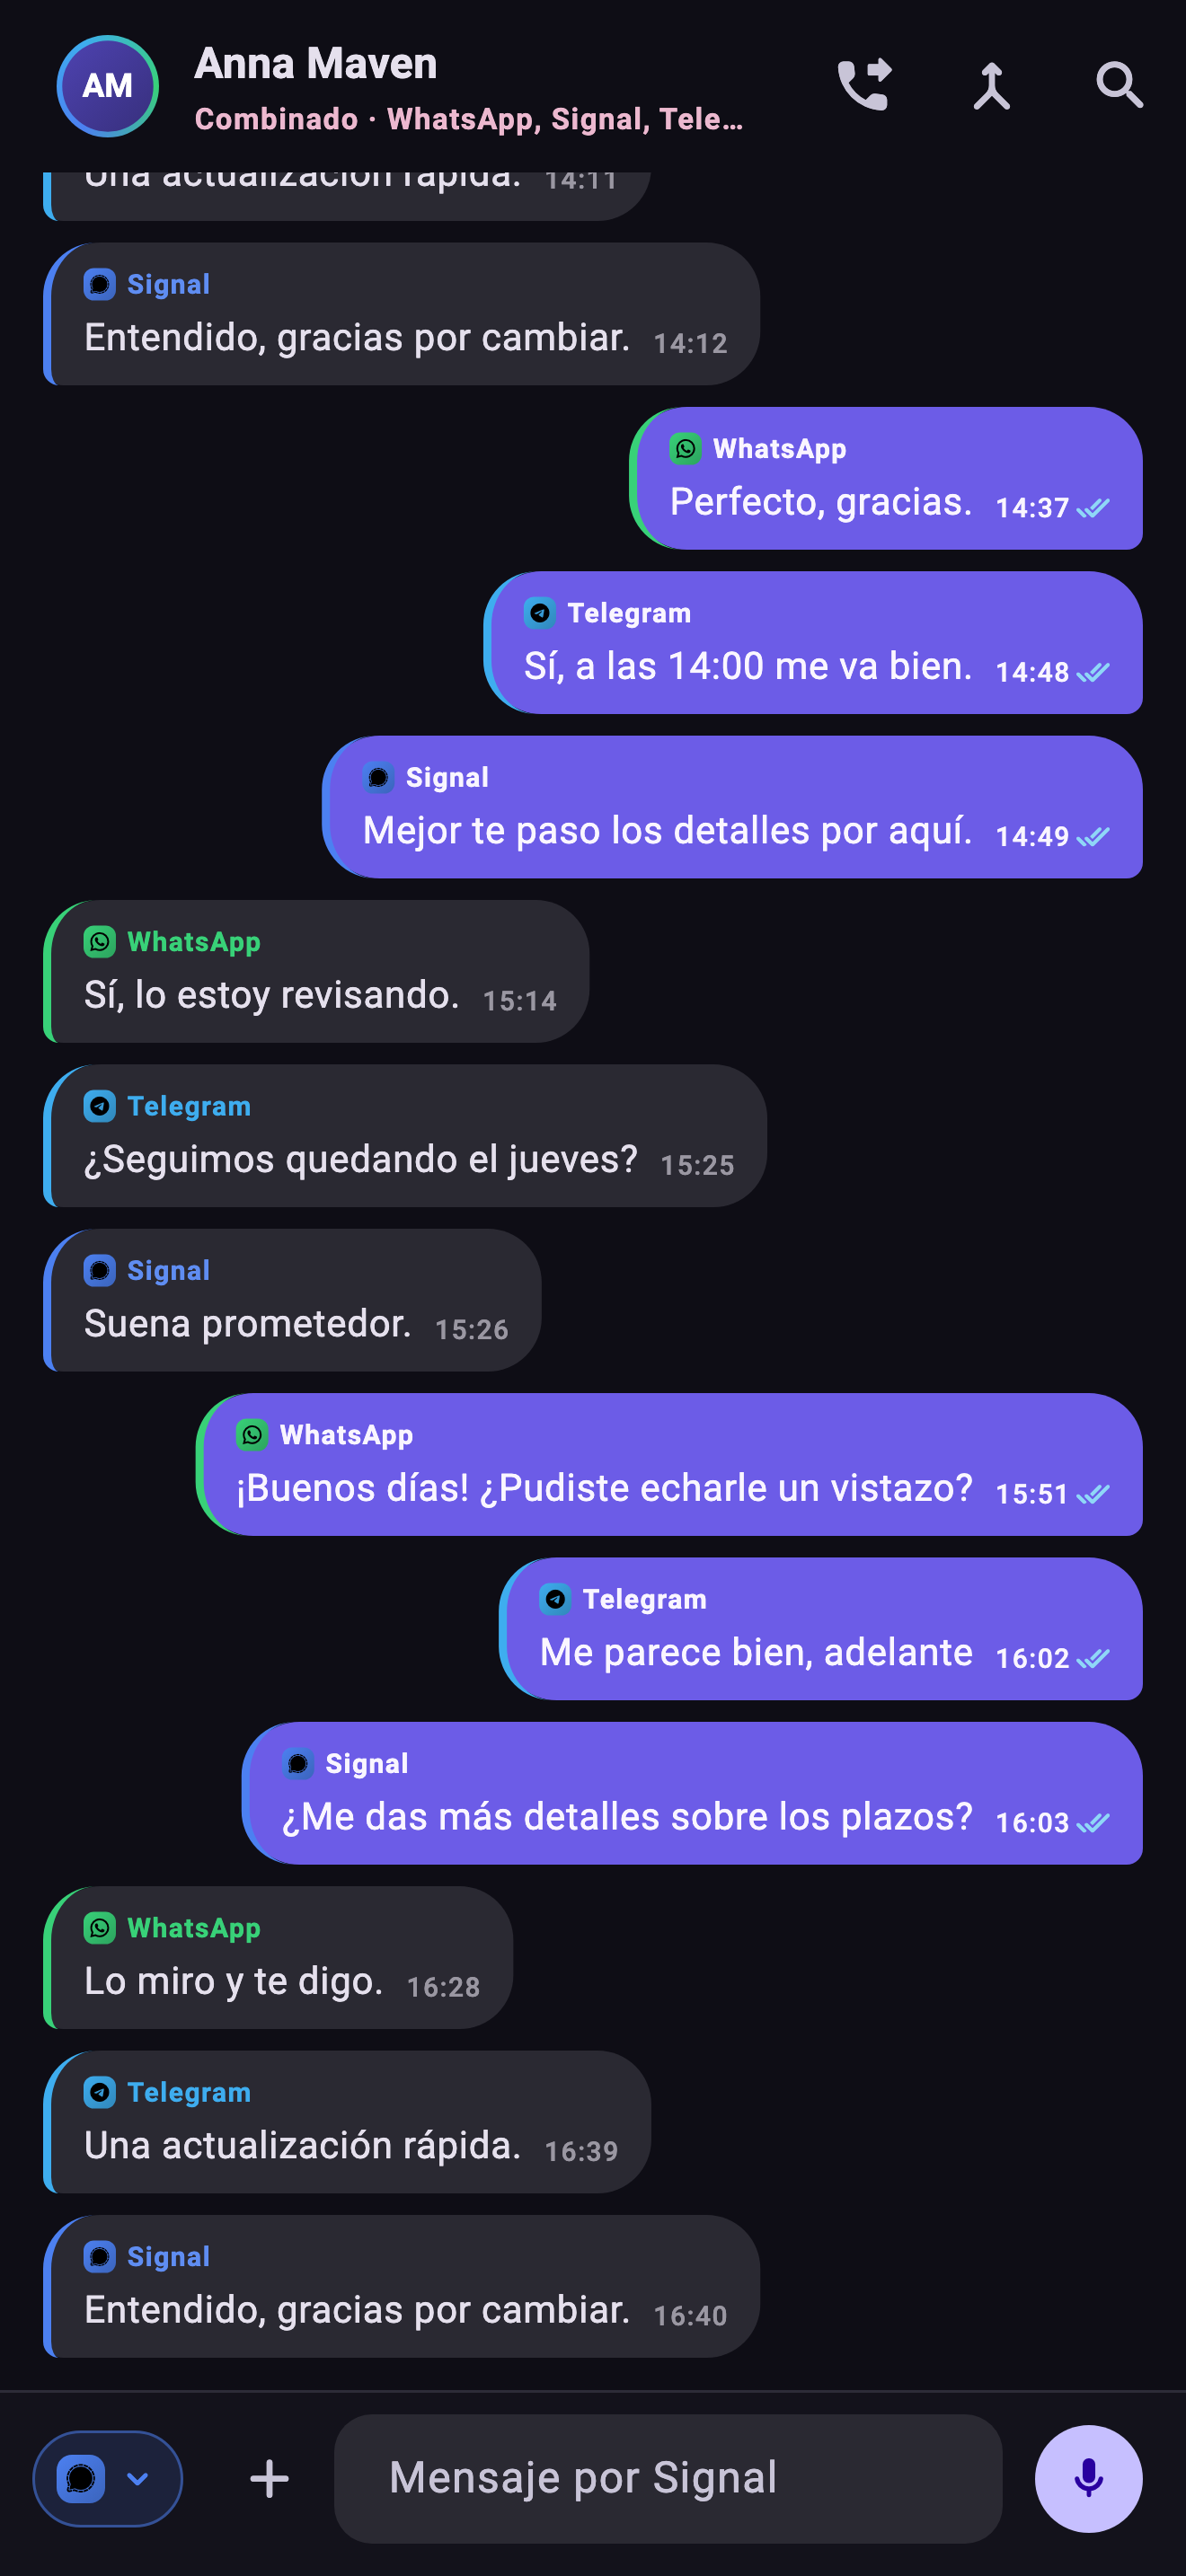 AM
Anna Maven
Combinado · WhatsApp, Signal, Tele…
Una actualización rápida. 14:11
Signal
Entendido, gracias por cambiar. 14:12
WhatsApp
Perfecto, gracias. 14:37
Telegram
Sí, a las 14:00 me va bien. 14:48
Signal
Mejor te paso los detalles por aquí. 14:49
WhatsApp
Sí, lo estoy revisando. 15:14
Telegram
¿Seguimos quedando el jueves? 15:25
Signal
Suena prometedor. 15:26
WhatsApp
¡Buenos días! ¿Pudiste echarle un vistazo? 15:51
Telegram
Me parece bien, adelante 16:02
Signal
¿Me das más detalles sobre los plazos? 16:03
WhatsApp
Lo miro y te digo. 16:28
Telegram
Una actualización rápida. 16:39
Signal
Entendido, gracias por cambiar. 16:40
Mensaje por Signal